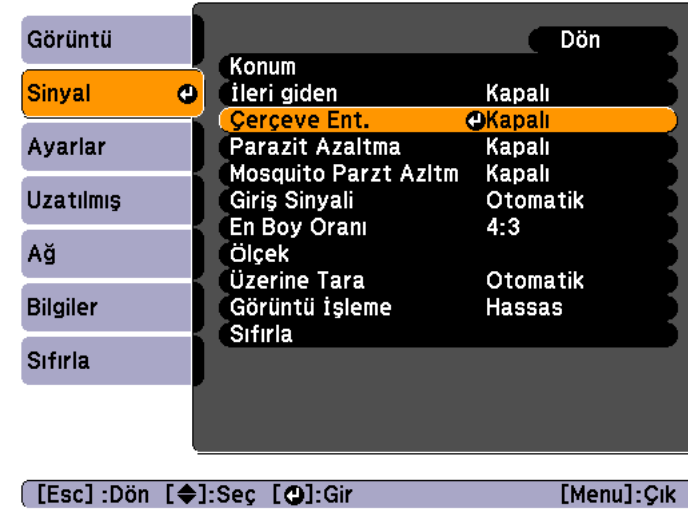 Görüntü
Sinyal
Ayarlar
Uzatılmış
Ağ
Bilgiler
Sıfırla
Dön
Konum
İleri giden Kapalı
Çerçeve Ent. Kapalı
Parazit Azaltma Kapalı
Mosquito Parzt Azltm Kapalı
Giriş Sinyali Otomatik
En Boy Oranı 4:3
Ölçek
Üzerine Tara Otomatik
Görüntü İşleme Hassas
Sıfırla
[Esc] :Dön [◆]:Seç [⏎]:Gir [Menu]:Çık